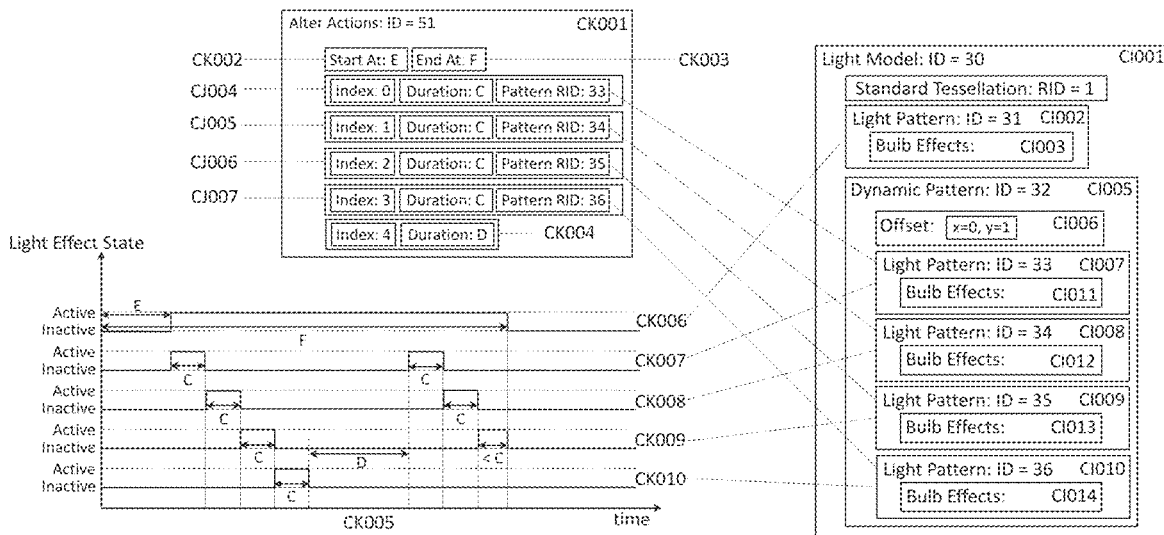 Alter Actions: ID = 51 CK001
CK002 Start At: E End At: F CK003
CJ004 Index: 0 Duration: C Pattern RID: 33
CJ005 Index: 1 Duration: C Pattern RID: 34
CJ006 Index: 2 Duration: C Pattern RID: 35
CJ007 Index: 3 Duration: C Pattern RID: 36
Index: 4 Duration: D CK004
Light Model: ID = 30 CI001
Standard Tessellation: RID = 1
Light Pattern: ID = 31 CI002
Bulb Effects: CI003
Dynamic Pattern: ID = 32 CI005
Offset: x=0, y=1 CI006
Light Pattern: ID = 33 CI007
Bulb Effects: CI011
Light Pattern: ID = 34 CI008
Bulb Effects: CI012
Light Pattern: ID = 35 CI009
Bulb Effects: CI013
Light Pattern: ID = 36 CI010
Bulb Effects: CI014
Light Effect State
Active E
Inactive CK006
F
Active
Inactive CK007
C C
Active
Inactive CK008
C C
Active
Inactive CK009
C D < C
Active
Inactive CK010
C
CK005 time